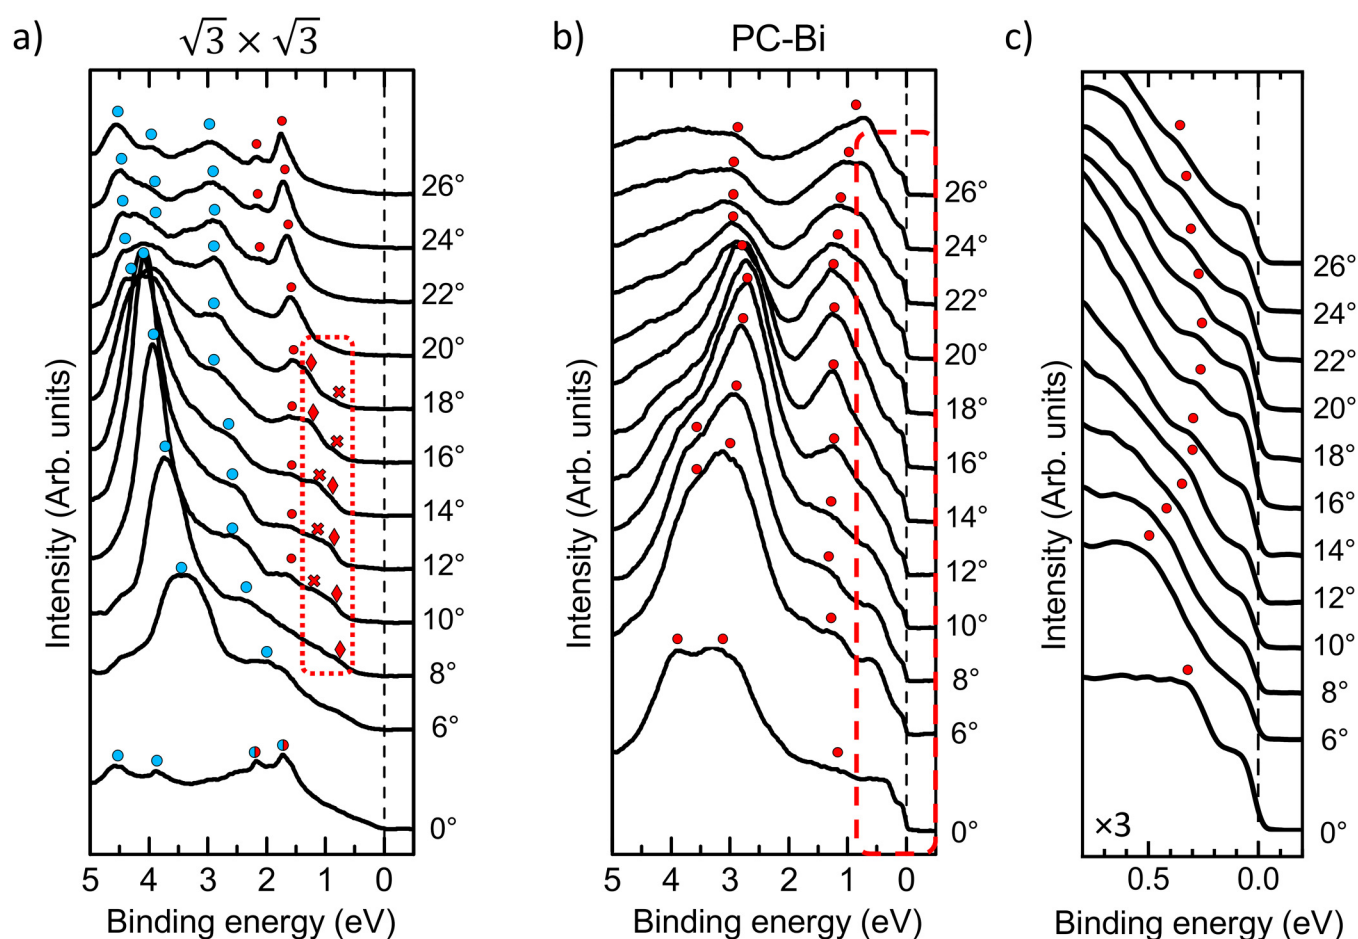 a)
√3 × √3
Intensity (Arb. units)
26°
24°
22°
20°
18°
16°
14°
12°
10°
8°
6°
0°
5 4 3 2 1 0
Binding energy (eV)
b)
PC-Bi
Intensity (Arb. units)
26°
24°
22°
20°
18°
16°
14°
12°
10°
8°
6°
0°
5 4 3 2 1 0
Binding energy (eV)
c)
Intensity (Arb. units)
26°
24°
22°
20°
18°
16°
14°
12°
10°
8°
6°
0°
×3
0.5 0.0
Binding energy (eV)